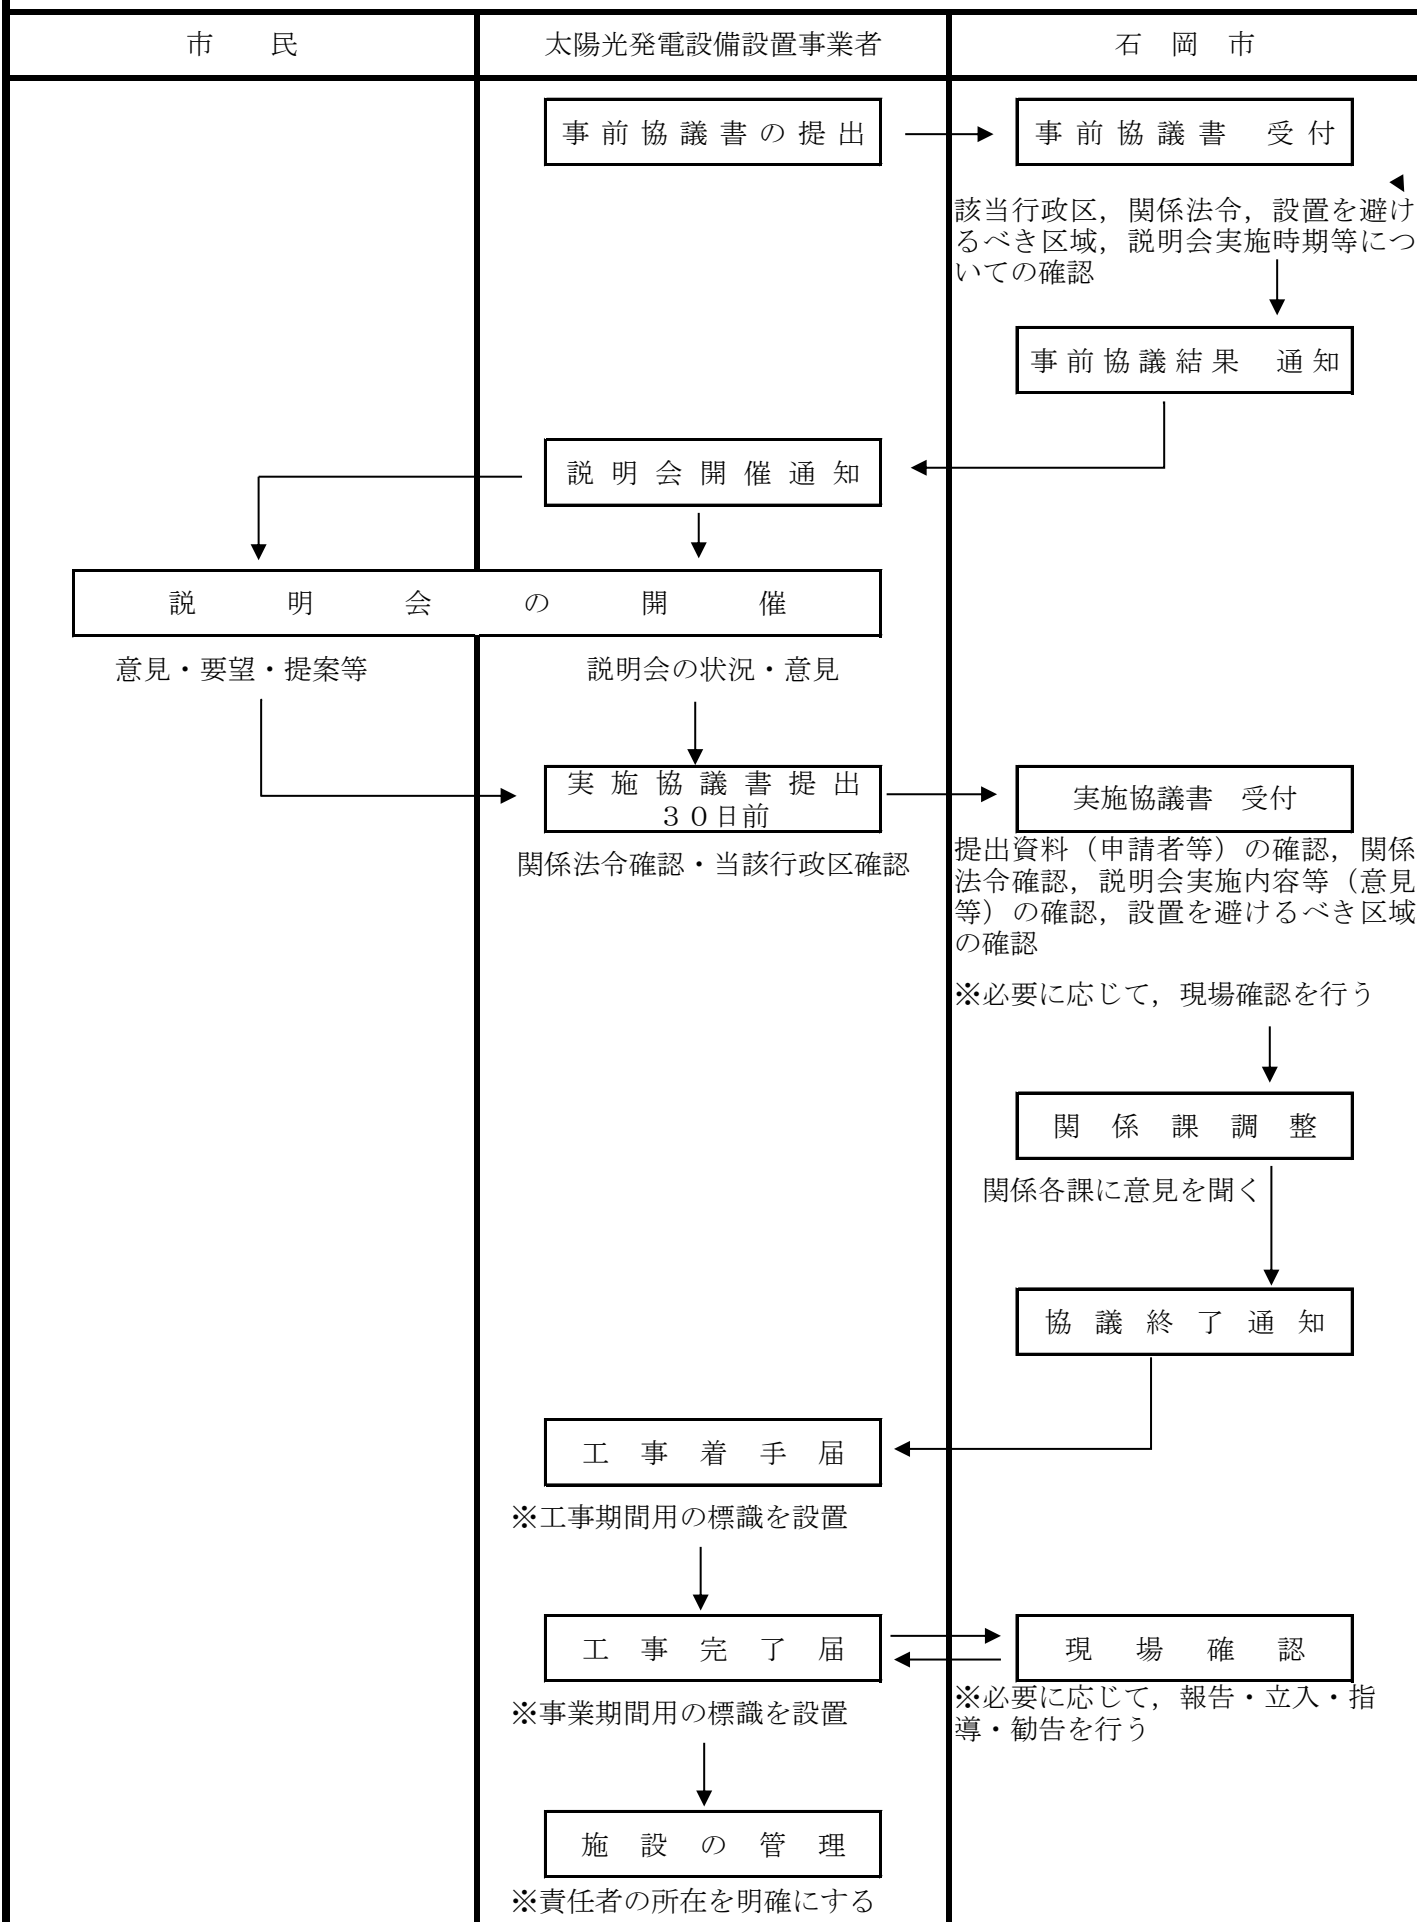 市　民
太陽光発電設備設置事業者
石　岡　市
事前協議書の提出
事前協議書　受付
該当行政区，関係法令，設置を避け
るべき区域，説明会実施時期等につ
いての確認
事前協議結果　通知
説明会開催通知
説明会の開催
意見・要望・提案等
説明会の状況・意見
実施協議書提出
３０日前
実施協議書　受付
関係法令確認・当該行政区確認
提出資料（申請者等）の確認，関係
法令確認，説明会実施内容等（意見
等）の確認，設置を避けるべき区域
の確認
※必要に応じて，現場確認を行う
関係課調整
関係各課に意見を聞く
協議終了通知
工事着手届
※工事期間用の標識を設置
工事完了届
現場確認
※事業期間用の標識を設置
※必要に応じて，報告・立入・指
導・勧告を行う
施設の管理
※責任者の所在を明確にする